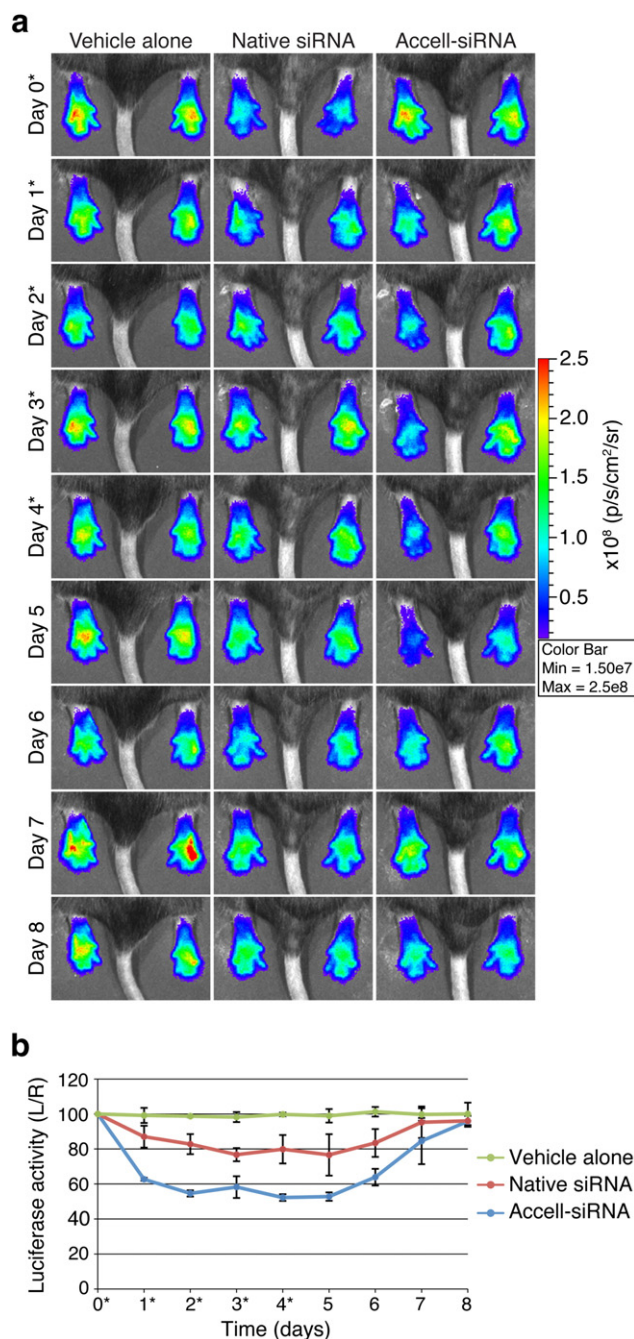 a
Vehicle alone Native siRNA Accell-siRNA
Day 0*
Day 1*
Day 2*
Day 3*
Day 4*
Day 5
Day 6
Day 7
Day 8
2.5
2.0
1.5
1.0
0.5
x10⁸ (p/s/cm²/sr)
Color Bar
Min = 1.50e7
Max = 2.5e8
b
120
100
80
60
40
20
0
Luciferase activity (L/R)
0* 1* 2* 3* 4* 5 6 7 8
Time (days)
Vehicle alone
Native siRNA
Accell-siRNA